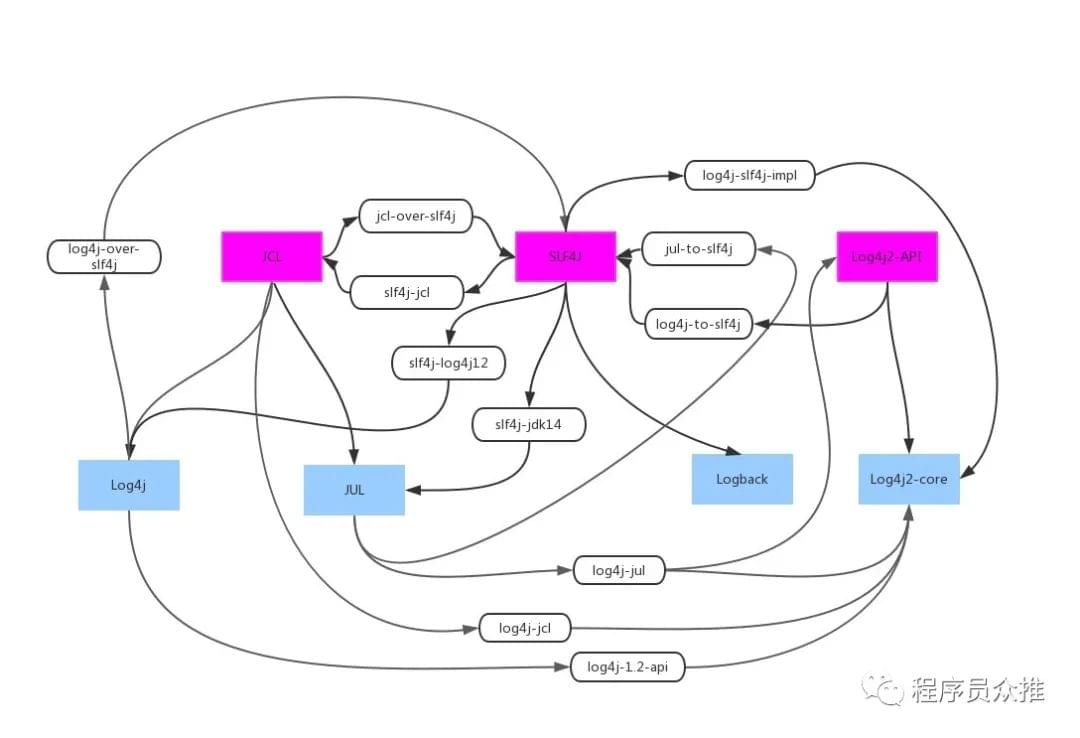 log4j-slf4j-impl
jcl-over-slf4j
log4j-over-
slf4j
JCL
SLF4J
jul-to-slf4j
Log4j2-API
slf4j-jcl
log4j-to-slf4j
slf4j-log4j12
slf4j-jdk14
Log4j
JUL
Logback
Log4j2-core
log4j-jul
log4j-jcl
log4j-1.2-api
程序员众推